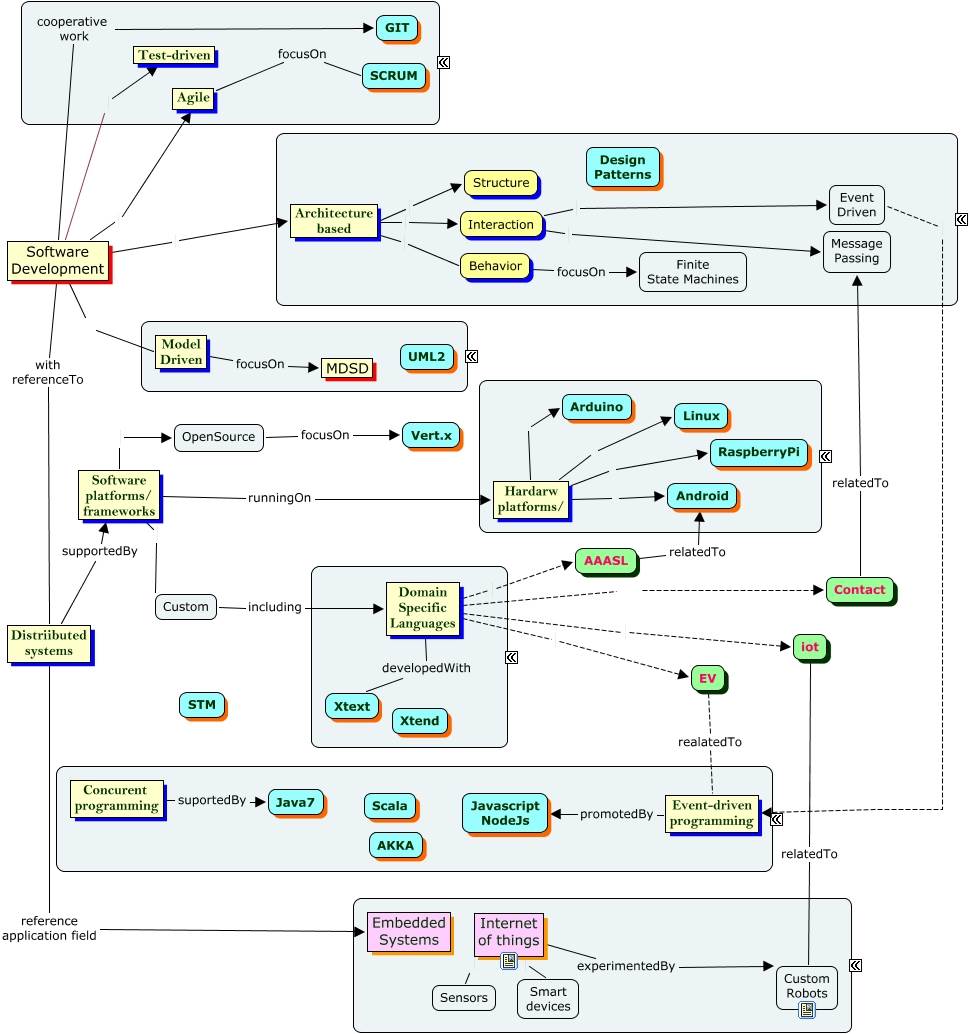 cooperative
work
GIT
Test-driven
focusOn
SCRUM
Agile
Design
Patterns
Structure
Architecture
based
Interaction
Event
Driven
Behavior
focusOn
Finite
State Machines
Message
Passing
Software
Development
with
referenceTo
Model
Driven
focusOn
MDSD
UML2
Arduino
Linux
RaspberryPi
Android
Hardarw
platforms/
OpenSource
focusOn
Vert.x
Software
platforms/
frameworks
runningOn
relatedTo
supportedBy
relatedTo
AAASL
Contact
Custom
including
Domain
Specific
Languages
Distriibuted
systems
iot
developedWith
EV
Xtext
Xtend
STM
realatedTo
Concurent
programming
suportedBy
Java7
Scala
AKKA
Javascript
NodeJs
promotedBy
Event-driven
programming
relatedTo
reference
application field
Embedded
Systems
Internet
of things
experimentedBy
Sensors
Smart
devices
Custom
Robots